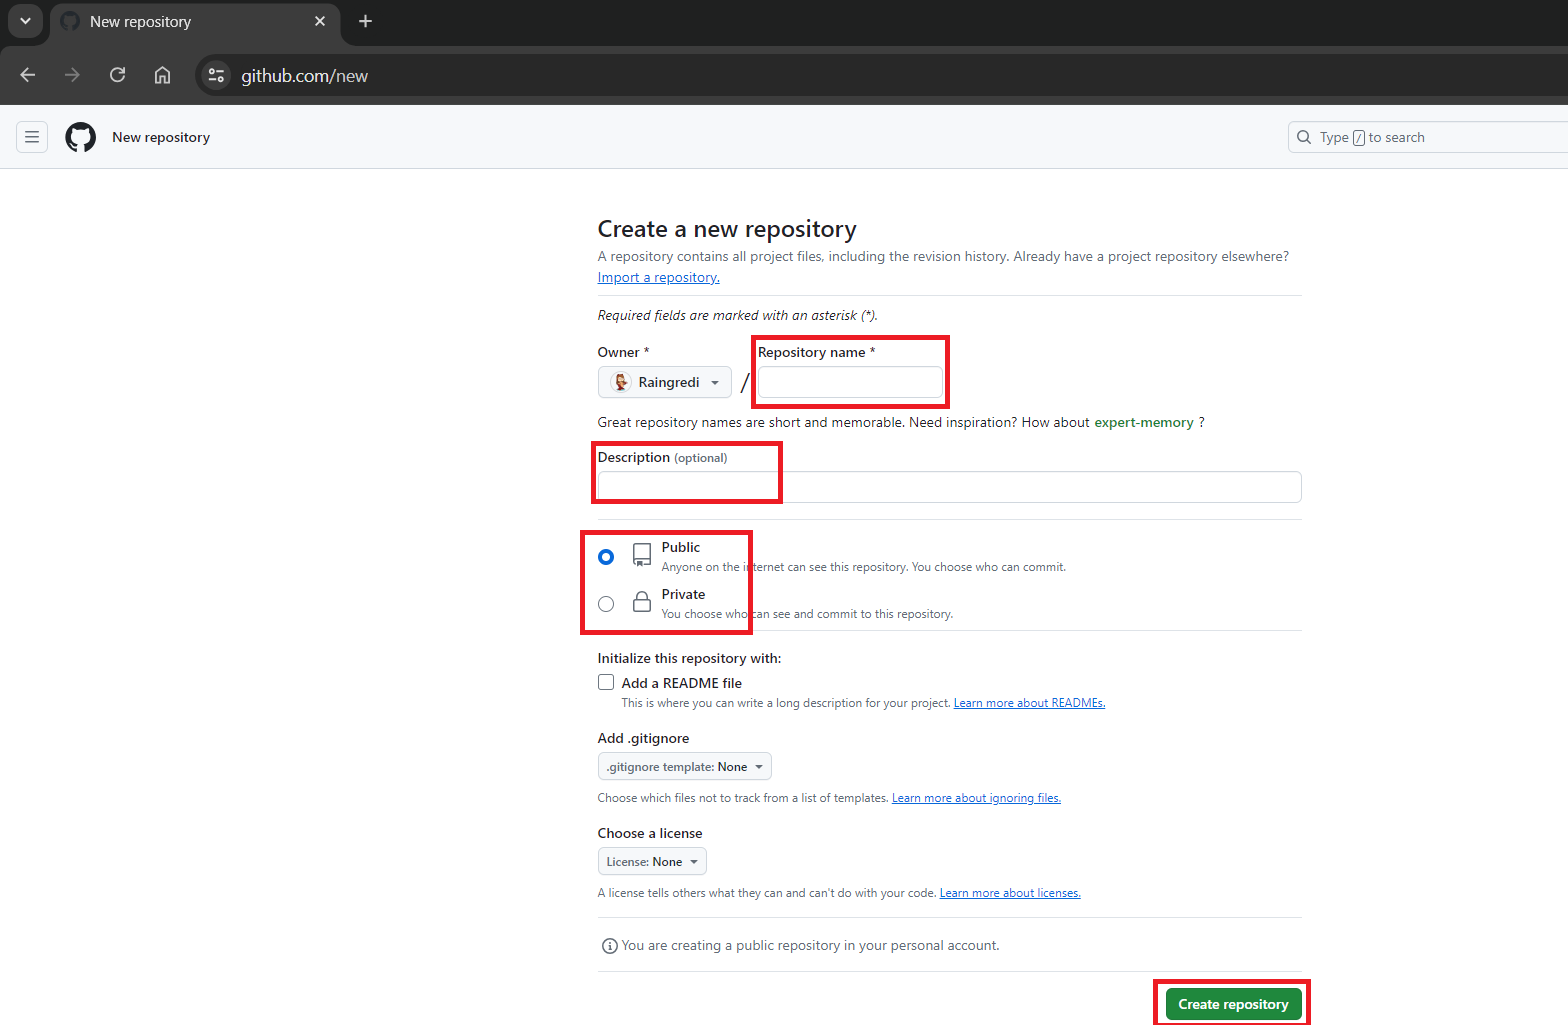 New repository
github.com/new
New repository
Type / to search
Create a new repository
A repository contains all project files, including the revision history. Already have a project repository elsewhere?
Import a repository.
Required fields are marked with an asterisk (*).
Owner *
Repository name *
Raingredi
/
Great repository names are short and memorable. Need inspiration? How about expert-memory ?
Description (optional)
Public
Anyone on the internet can see this repository. You choose who can commit.
Private
You choose who can see and commit to this repository.
Initialize this repository with:
Add a README file
This is where you can write a long description for your project. Learn more about READMEs.
Add .gitignore
.gitignore template: None
Choose which files not to track from a list of templates. Learn more about ignoring files.
Choose a license
License: None
A license tells others what they can and can't do with your code. Learn more about licenses.
You are creating a public repository in your personal account.
Create repository